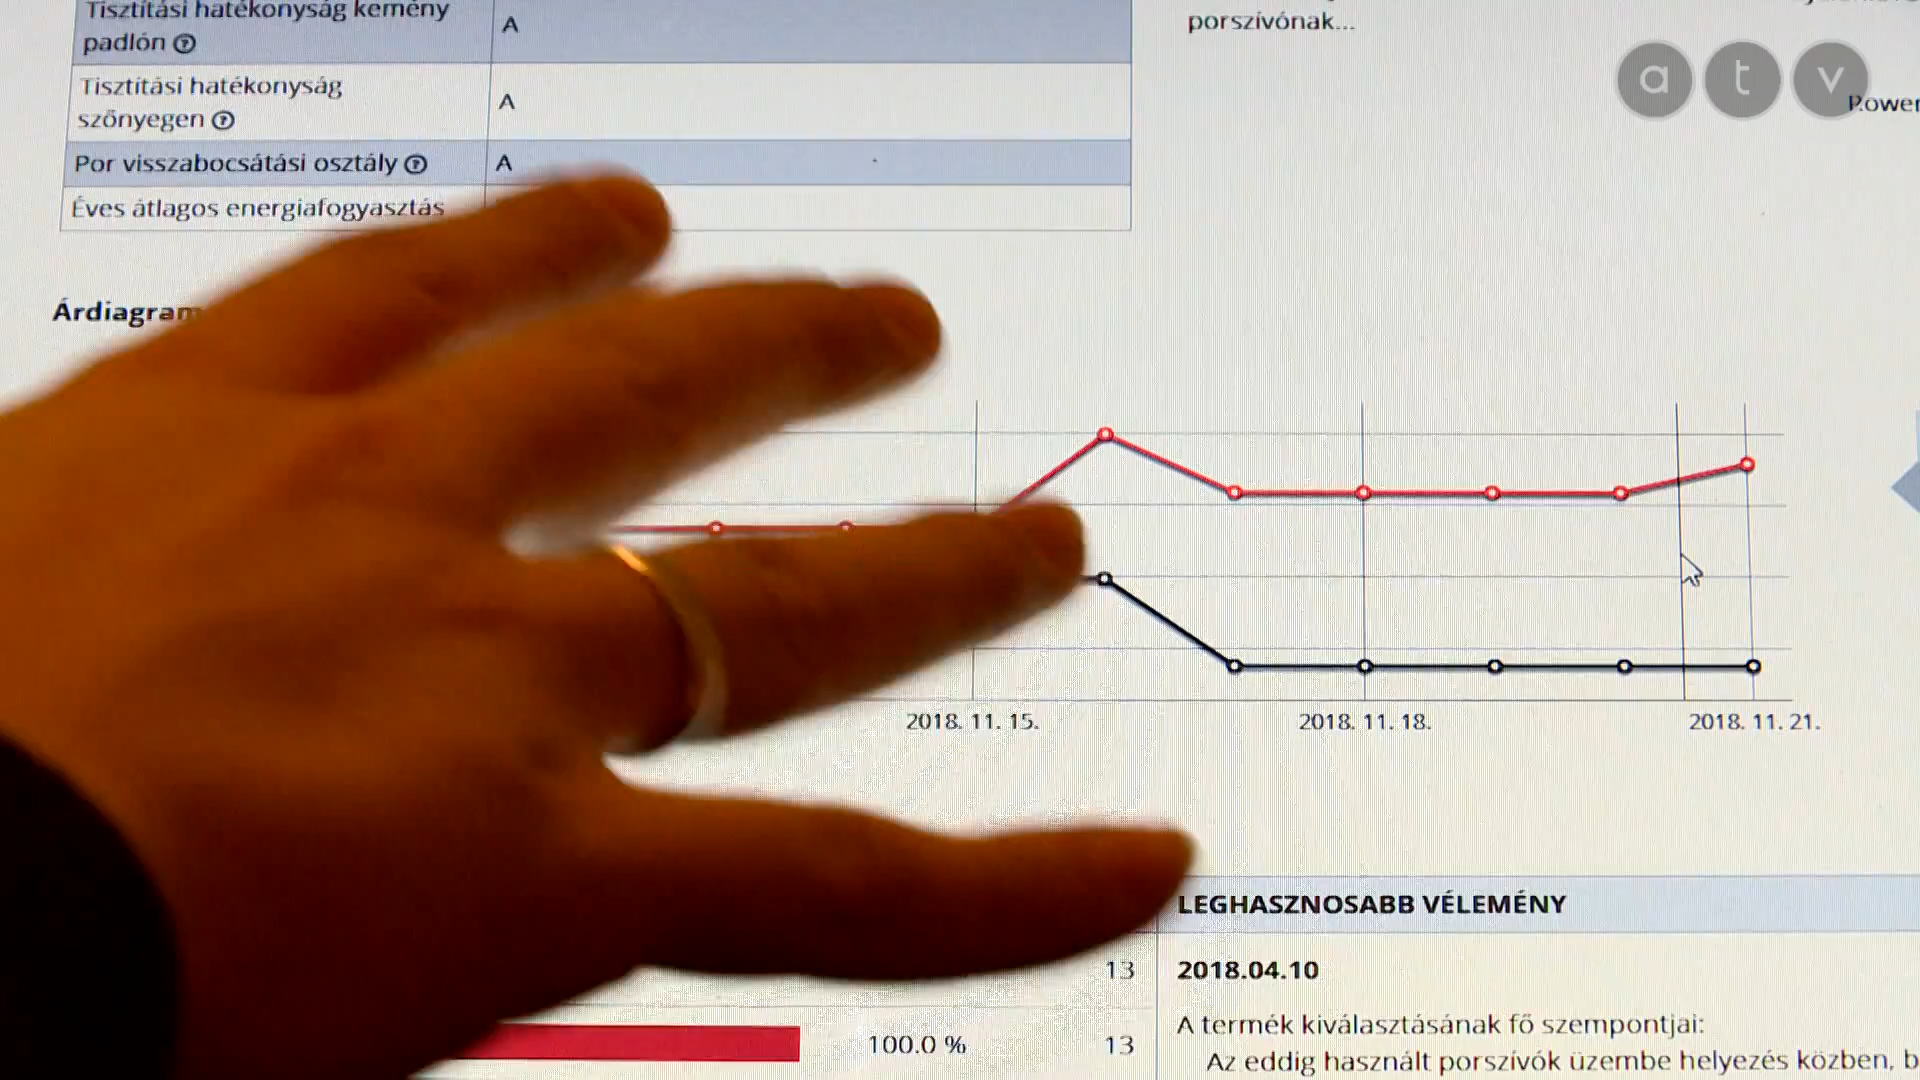 Tisztítási hatékonyság kemény
padlón ?
A
Tisztítási hatékonyság
szőnyegen ?
A
Por visszabocsátási osztály ?
A
Éves átlagos energiafogyasztás
porszívónak...
a t v
Power
Árdiagram
2018. 11. 15.
2018. 11. 18.
2018. 11. 21.
13
100.0 %
13
LEGHASZNOSABB VÉLEMÉNY
2018.04.10
A termék kiválasztásának fő szempontjai:
Az eddig használt porszívók üzembe helyezés közben, b